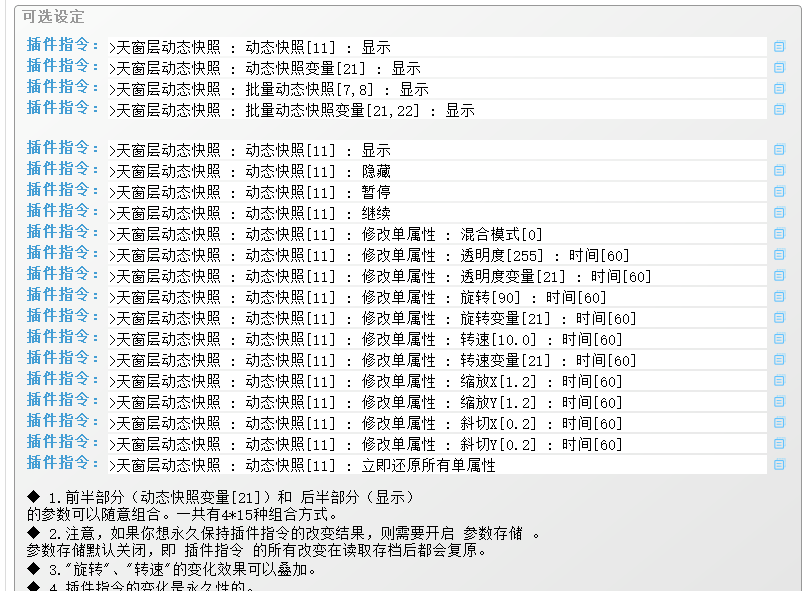 可选设定
插件指令: >天窗层动态快照 : 动态快照[11] : 显示
插件指令: >天窗层动态快照 : 动态快照变量[21] : 显示
插件指令: >天窗层动态快照 : 批量动态快照[7,8] : 显示
插件指令: >天窗层动态快照 : 批量动态快照变量[21,22] : 显示
插件指令: >天窗层动态快照 : 动态快照[11] : 显示
插件指令: >天窗层动态快照 : 动态快照[11] : 隐藏
插件指令: >天窗层动态快照 : 动态快照[11] : 暂停
插件指令: >天窗层动态快照 : 动态快照[11] : 继续
插件指令: >天窗层动态快照 : 动态快照[11] : 修改单属性 : 混合模式[0]
插件指令: >天窗层动态快照 : 动态快照[11] : 修改单属性 : 透明度[255] : 时间[60]
插件指令: >天窗层动态快照 : 动态快照[11] : 修改单属性 : 透明度变量[21] : 时间[60]
插件指令: >天窗层动态快照 : 动态快照[11] : 修改单属性 : 旋转[90] : 时间[60]
插件指令: >天窗层动态快照 : 动态快照[11] : 修改单属性 : 旋转变量[21] : 时间[60]
插件指令: >天窗层动态快照 : 动态快照[11] : 修改单属性 : 转速[10.0] : 时间[60]
插件指令: >天窗层动态快照 : 动态快照[11] : 修改单属性 : 转速变量[21] : 时间[60]
插件指令: >天窗层动态快照 : 动态快照[11] : 修改单属性 : 缩放X[1.2] : 时间[60]
插件指令: >天窗层动态快照 : 动态快照[11] : 修改单属性 : 缩放Y[1.2] : 时间[60]
插件指令: >天窗层动态快照 : 动态快照[11] : 修改单属性 : 斜切X[0.2] : 时间[60]
插件指令: >天窗层动态快照 : 动态快照[11] : 修改单属性 : 斜切Y[0.2] : 时间[60]
插件指令: >天窗层动态快照 : 动态快照[11] : 立即还原所有单属性
◆ 1.前半部分（动态快照变量[21]）和 后半部分（显示）
的参数可以随意组合。一共有4*15种组合方式。
◆ 2.注意，如果你想永久保持插件指令的改变结果，则需要开启 参数存储 。
参数存储默认关闭，即 插件指令 的所有改变在读取存档后都会复原。
◆ 3."旋转"、"转速"的变化效果可以叠加。
◆ 4.插件指令的变化是永久性的。